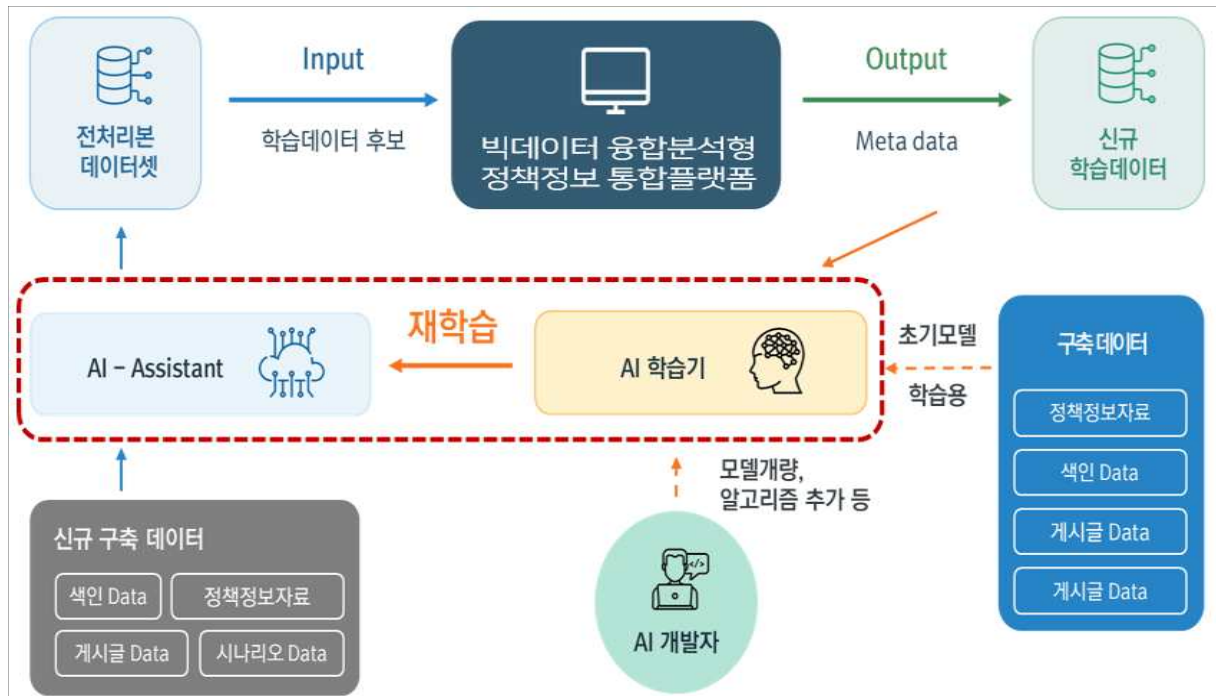 Input
Output
전처리본
데이터셋
학습데이터 후보
빅데이터 융합분석형
정책정보 통합플랫폼
Meta data
신규
학습데이터
AI – Assistant
재학습
AI 학습기
초기모델
학습용
구축 데이터
정책정보자료
색인 Data
게시글 Data
게시글 Data
모델개량,
알고리즘 추가 등
AI 개발자
신규 구축 데이터
색인 Data
정책정보자료
게시글 Data
시나리오 Data